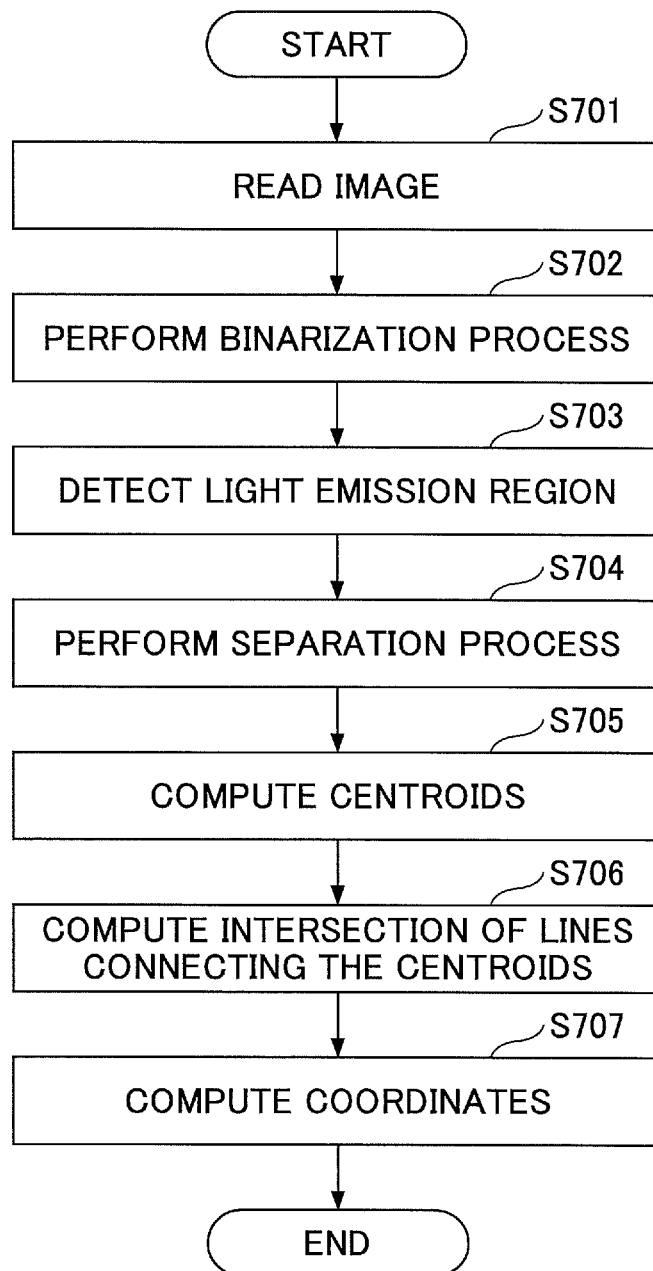 START
S701
READ IMAGE
S702
PERFORM BINARIZATION PROCESS
S703
DETECT LIGHT EMISSION REGION
S704
PERFORM SEPARATION PROCESS
S705
COMPUTE CENTROIDS
S706
COMPUTE INTERSECTION OF LINES
CONNECTING THE CENTROIDS
S707
COMPUTE COORDINATES
END